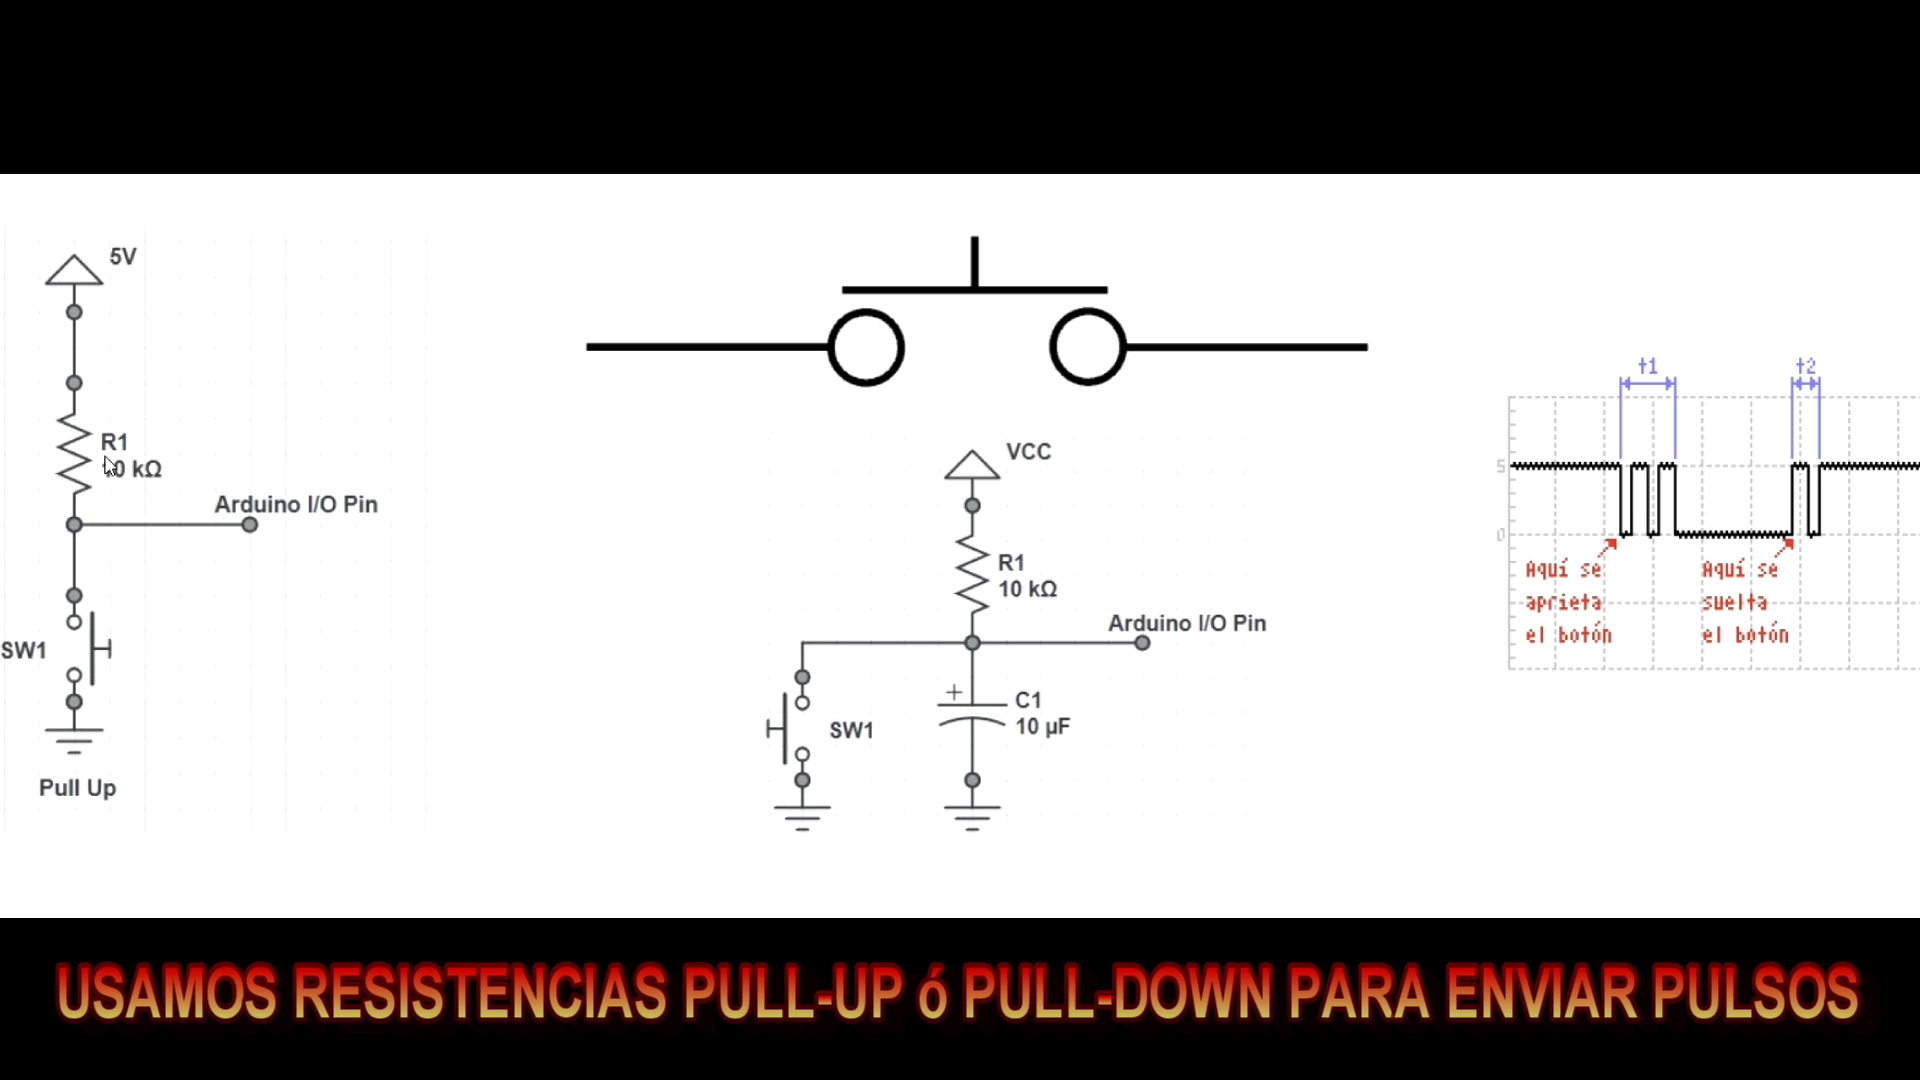 5V
R1
Arduino I/O Pin
SW1
Pull Up
VCC
R1
10 kΩ
Arduino I/O Pin
+
C1
10 µF
SW1
t1
t2
5
0
Aquí se
aprieta
el botón
Aquí se
suelta
el botón
USAMOS RESISTENCIAS PULL-UP ó PULL-DOWN PARA ENVIAR PULSOS